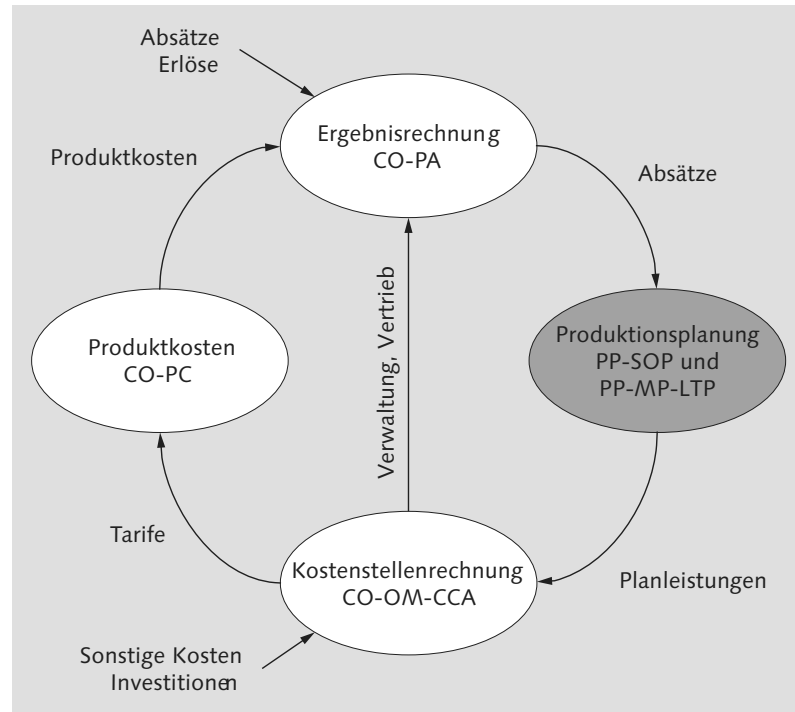 Absätze
Erlöse
Ergebnisrechnung
CO-PA
Produktkosten
Absätze
Verwaltung, Vertrieb
Produktkosten
CO-PC
Produktionsplanung
PP-SOP und
PP-MP-LTP
Tarife
Kostenstellenrechnung
CO-OM-CCA
Planleistungen
Sonstige Kosten
Investitionen